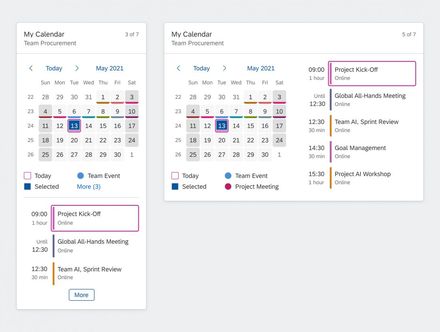 My Calendar
3 of 7
Team Procurement
Today
May 2021
Sun Mon Tue Wed Thu Fri Sat
22 28 29 30 31 1 2 3
23 4 5 6 7 8 9 10
24 11 12 13 14 15 16 17
25 18 19 20 21 22 23 24
26 25 26 27 28 29 30 1
Today
Team Event
Selected
More (3)
09:00 Project Kick-Off
1 hour Online
Until Global All-Hands Meeting
12:30 Online
12:30 Team AI, Sprint Review
30 min Online
More
My Calendar
5 of 7
Team Procurement
Today
May 2021
Sun Mon Tue Wed Thu Fri Sat
22 28 29 30 31 1 2 3
23 4 5 6 7 8 9 10
24 11 12 13 14 15 16 17
25 18 19 20 21 22 23 24
26 25 26 27 28 29 30 1
Today
Team Event
Selected
Project Meeting
09:00 Project Kick-Off
1 hour Online
Until Global All-Hands Meeting
12:30 Online
12:30 Team AI, Sprint Review
30 min Online
14:30 Goal Management
30 min Online
15:30 Project AI Workshop
1 hour Online